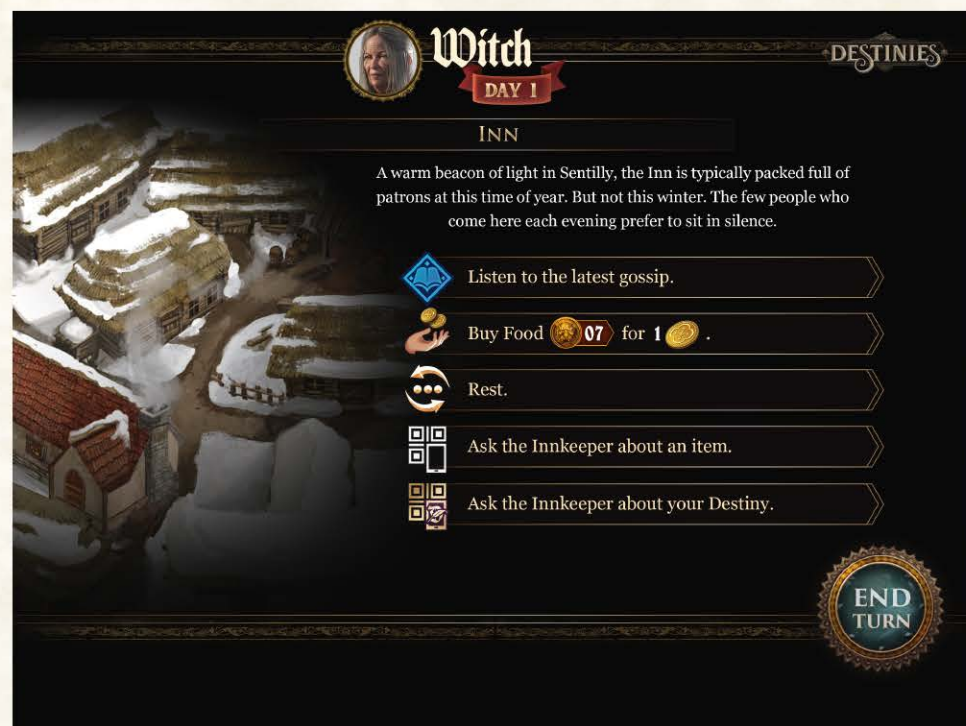 Witch
DESTINIES
DAY 1
INN
A warm beacon of light in Sentilly, the Inn is typically packed full of
patrons at this time of year. But not this winter. The few people who
come here each evening prefer to sit in silence.
Listen to the latest gossip.
Buy Food 07 for 1 .
Rest.
Ask the Innkeeper about an item.
Ask the Innkeeper about your Destiny.
END
TURN